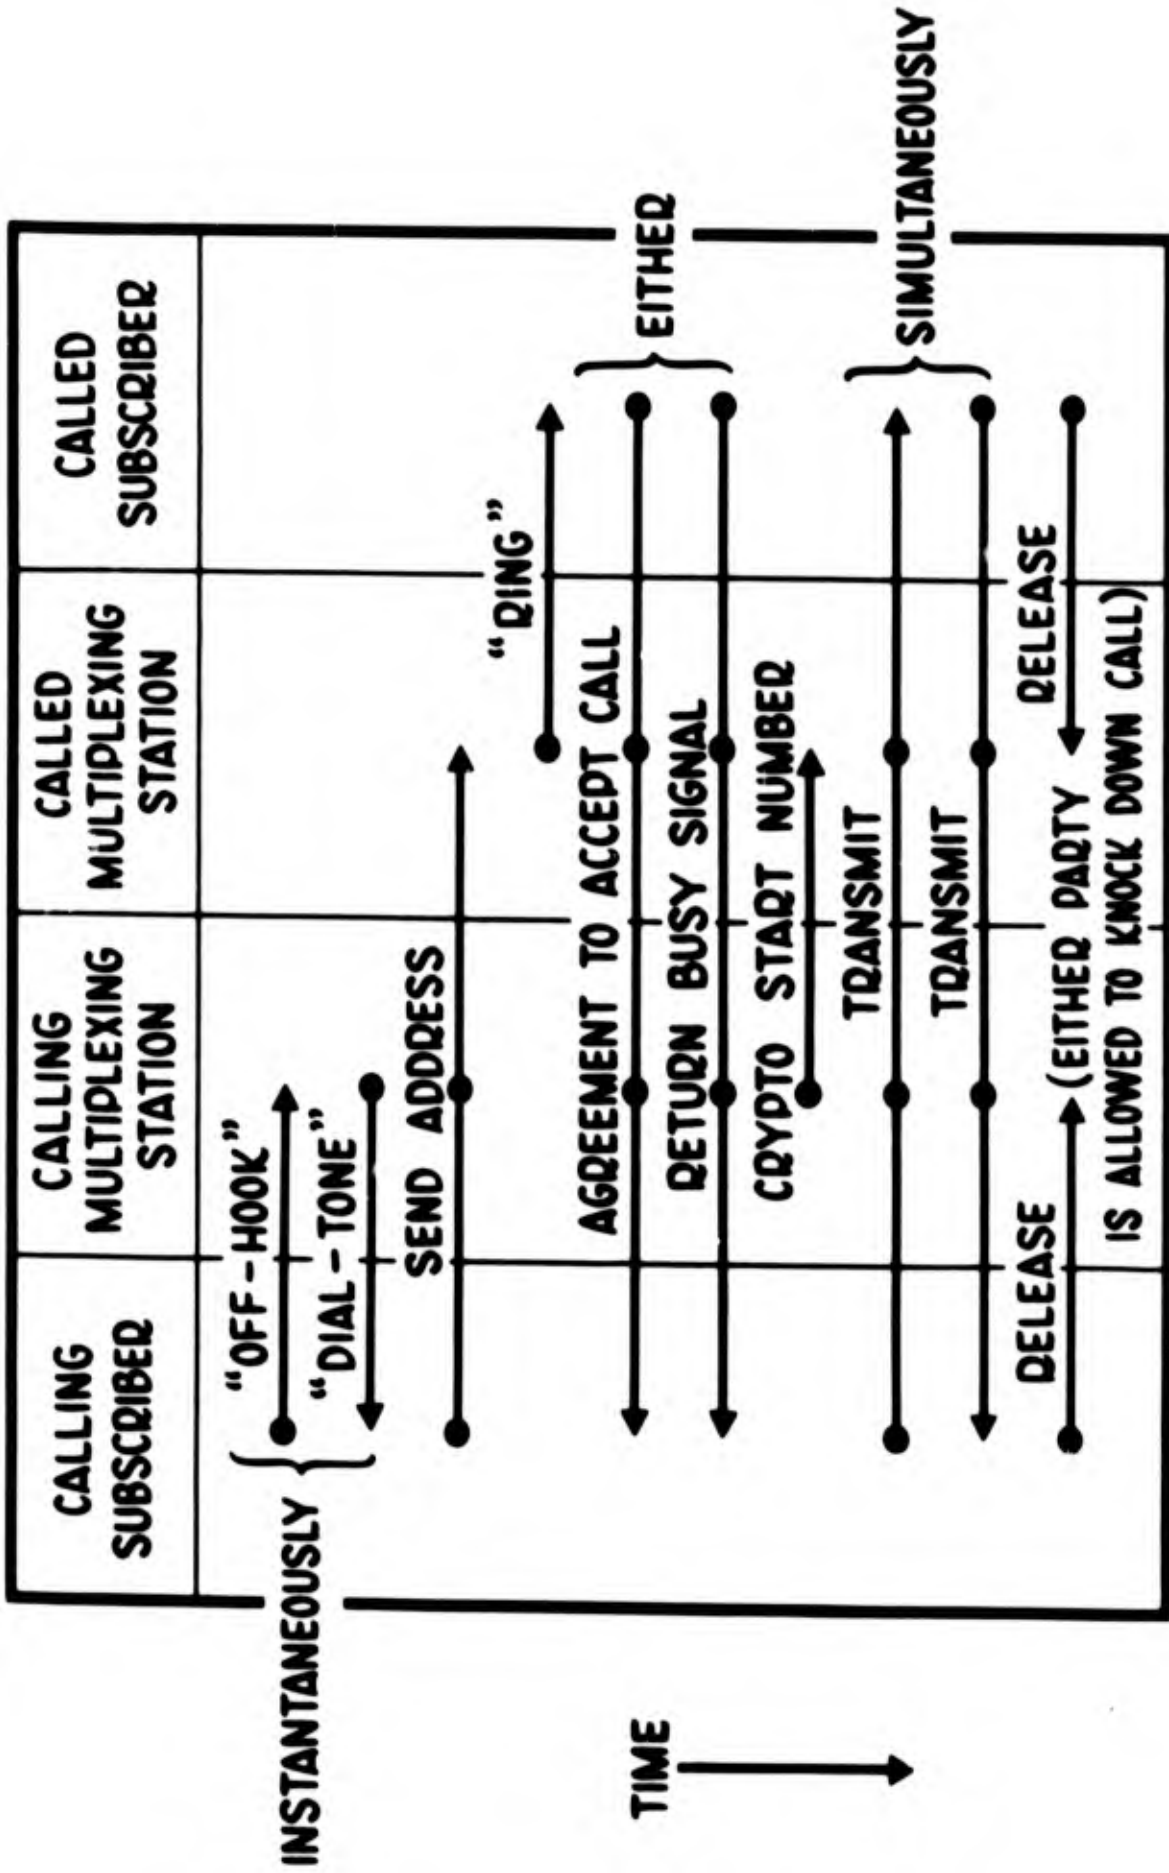 CALLING
SUBSCRIBER
CALLING
MULTIPLEXING
STATION
CALLED
MULTIPLEXING
STATION
CALLED
SUBSCRIBER
INSTANTANEOUSLY
"OFF-HOOK"
"DIAL-TONE"
SEND ADDRESS
"RING"
AGREEMENT TO ACCEPT CALL
EITHER
RETURN BUSY SIGNAL
CRYPTO START NUMBER
TIME
TRANSMIT
SIMULTANEOUSLY
TRANSMIT
RELEASE
RELEASE
(EITHER PARTY
IS ALLOWED TO KNOCK DOWN CALL)